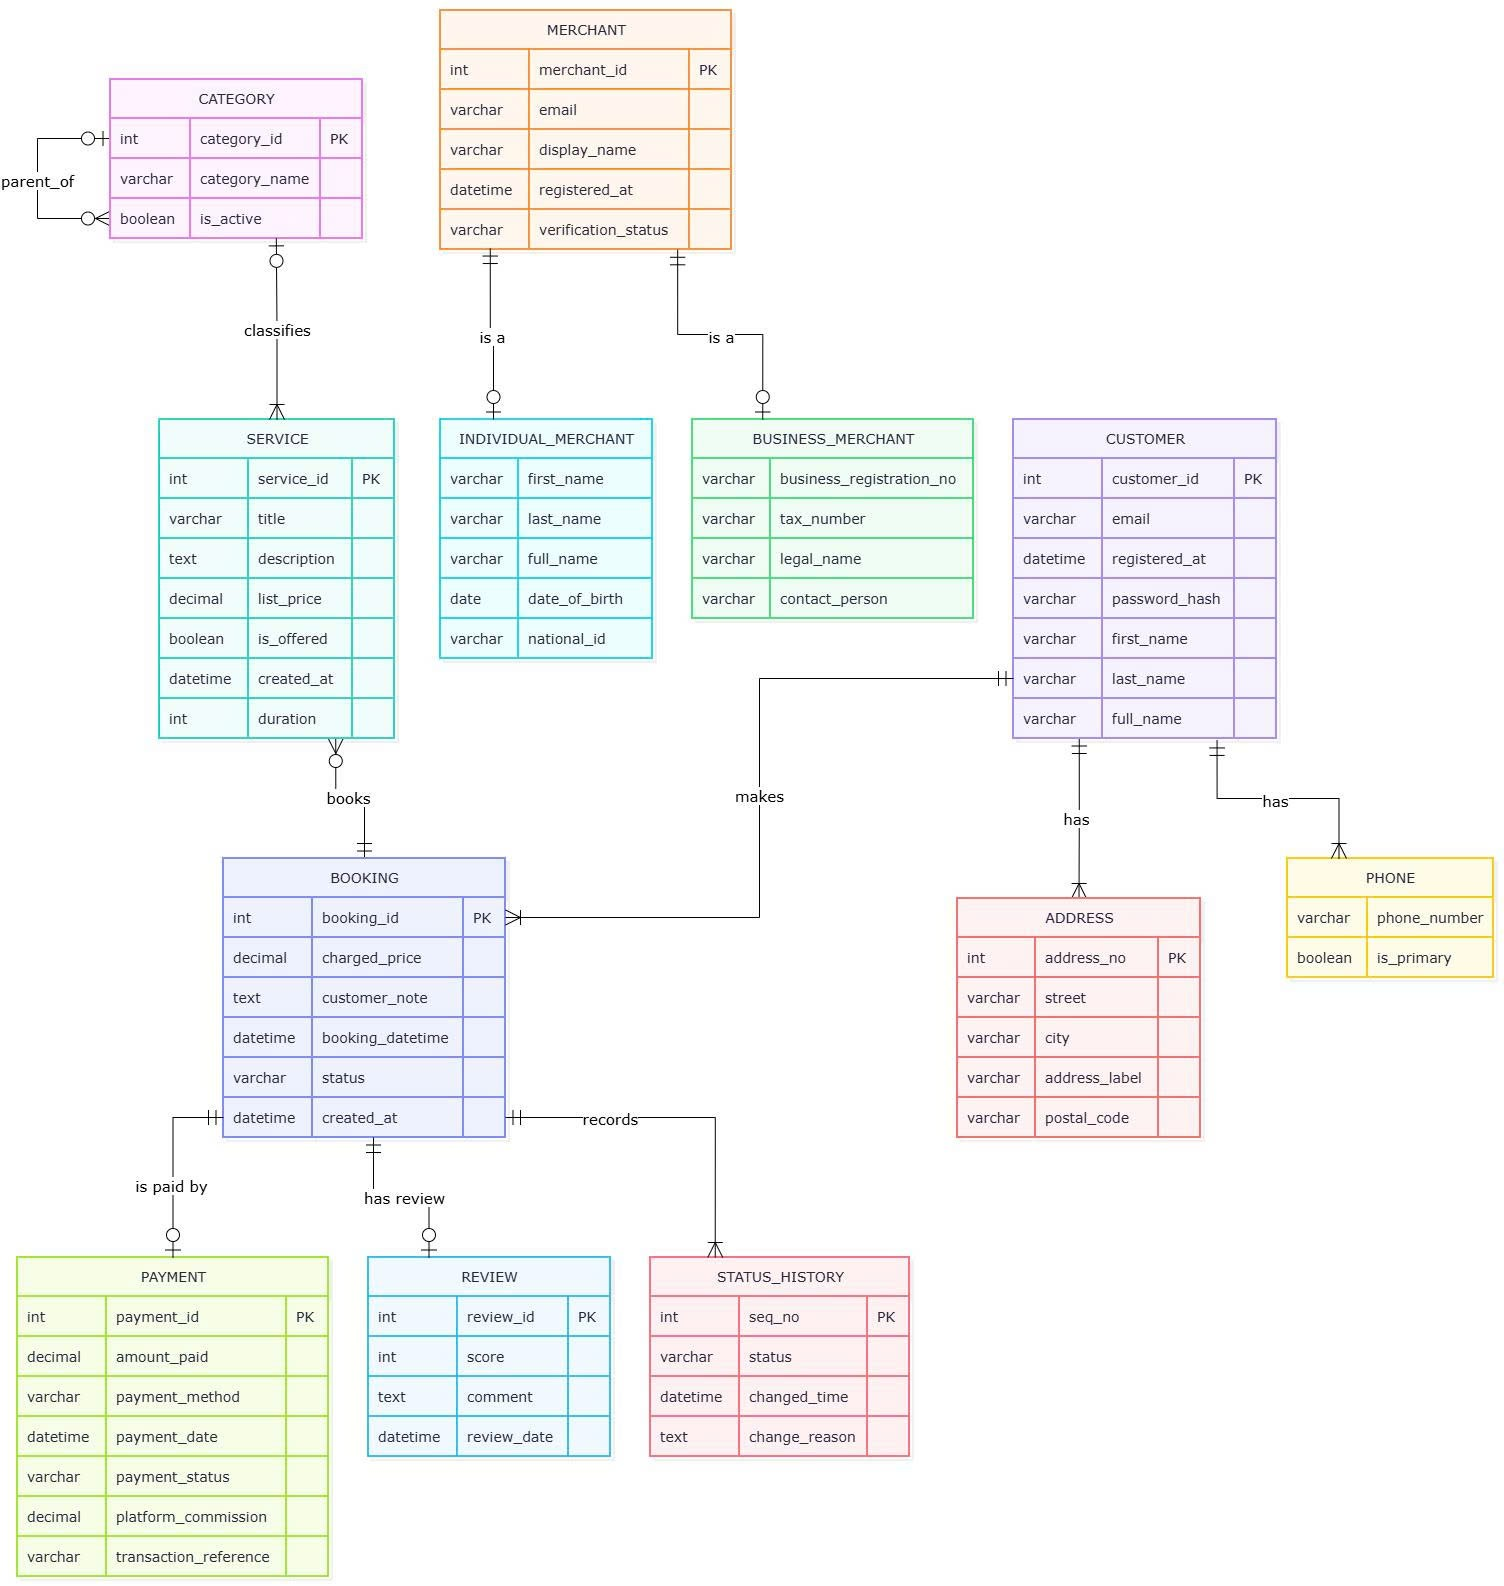 MERCHANT
int merchant_id PK
varchar email
varchar display_name
datetime registered_at
varchar verification_status
CATEGORY
int category_id PK
varchar category_name
boolean is_active
parent_of
classifies
is a
is a
SERVICE
int service_id PK
varchar title
text description
decimal list_price
boolean is_offered
datetime created_at
int duration
INDIVIDUAL_MERCHANT
varchar first_name
varchar last_name
varchar full_name
date date_of_birth
varchar national_id
BUSINESS_MERCHANT
varchar business_registration_no
varchar tax_number
varchar legal_name
varchar contact_person
CUSTOMER
int customer_id PK
varchar email
datetime registered_at
varchar password_hash
varchar first_name
varchar last_name
varchar full_name
books
makes
has
has
BOOKING
int booking_id PK
decimal charged_price
text customer_note
datetime booking_datetime
varchar status
datetime created_at
ADDRESS
int address_no PK
varchar street
varchar city
varchar address_label
varchar postal_code
PHONE
varchar phone_number
boolean is_primary
is paid by
has review
records
PAYMENT
int payment_id PK
decimal amount_paid
varchar payment_method
datetime payment_date
varchar payment_status
decimal platform_commission
varchar transaction_reference
REVIEW
int review_id PK
int score
text comment
datetime review_date
STATUS_HISTORY
int seq_no PK
varchar status
datetime changed_time
text change_reason